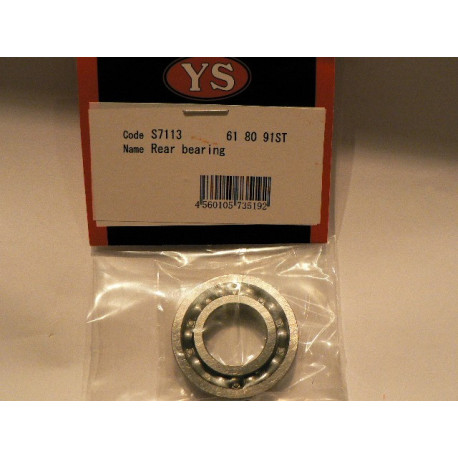 YS
Code S7113 61 80 91ST
Name Rear bearing
4560105735192